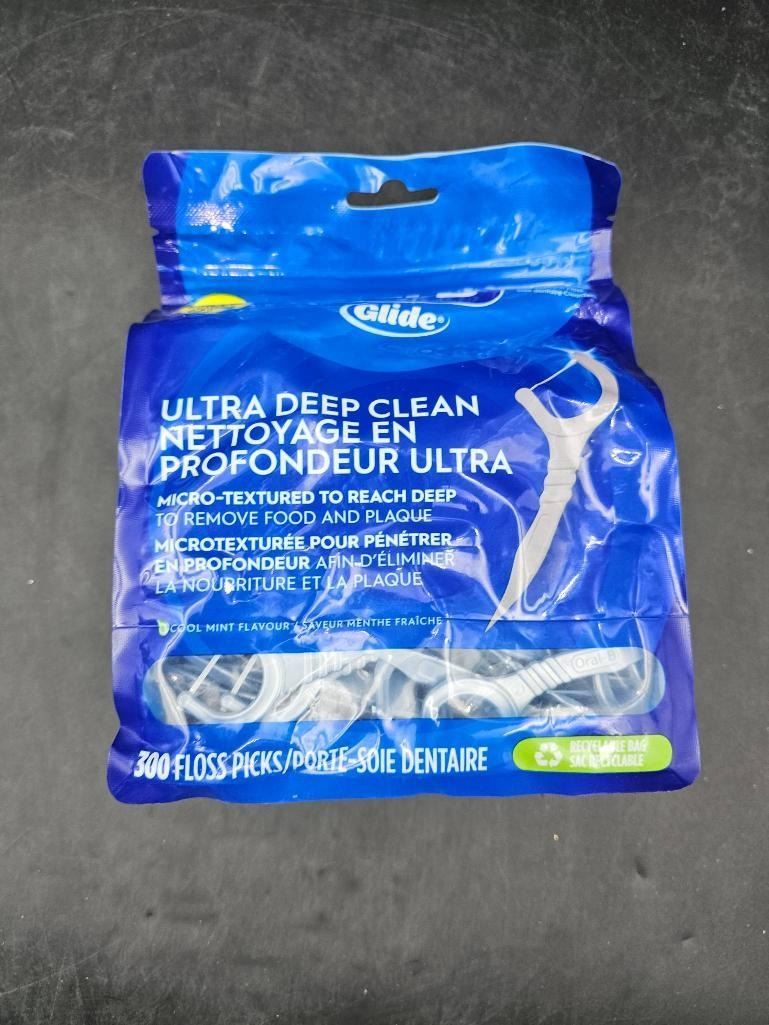 Glide
ULTRA DEEP CLEAN
NETTOYAGE EN
PROFONDEUR ULTRA
MICRO-TEXTURED TO REACH DEEP
TO REMOVE FOOD AND PLAQUE
MICROTEXTURÉE POUR PÉNÉTRER
EN PROFONDEUR AFIN D'ÉLIMINER
LA NOURRITURE ET LA PLAQUE
COOL MINT FLAVOUR / SAVEUR MENTHE FRAÎCHE
Oral-B
300 FLOSS PICKS/PORTE-SOIE DENTAIRE
RECYCLABLE BAG
SAC RECYCLABLE